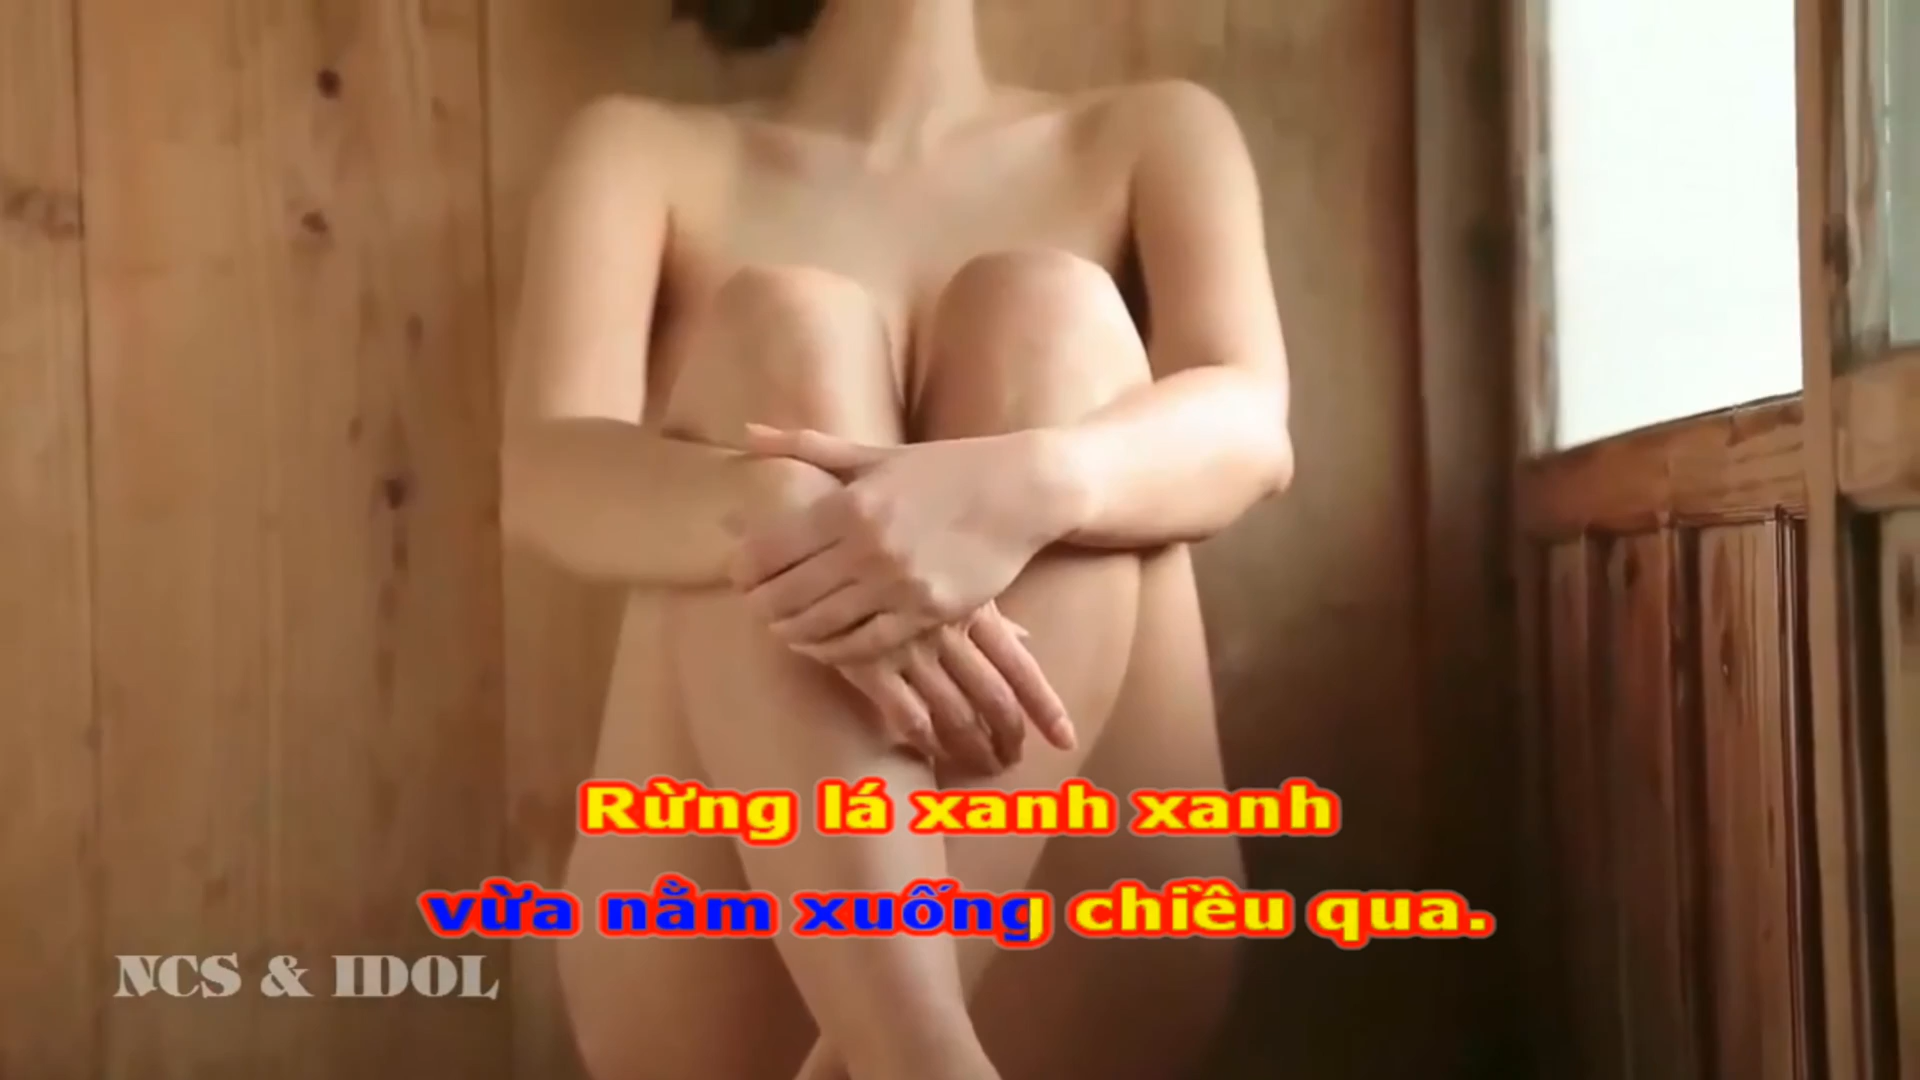 Rừng lá xanh xanh
vừa nằm xuống chiều qua.
NCS & IDOL